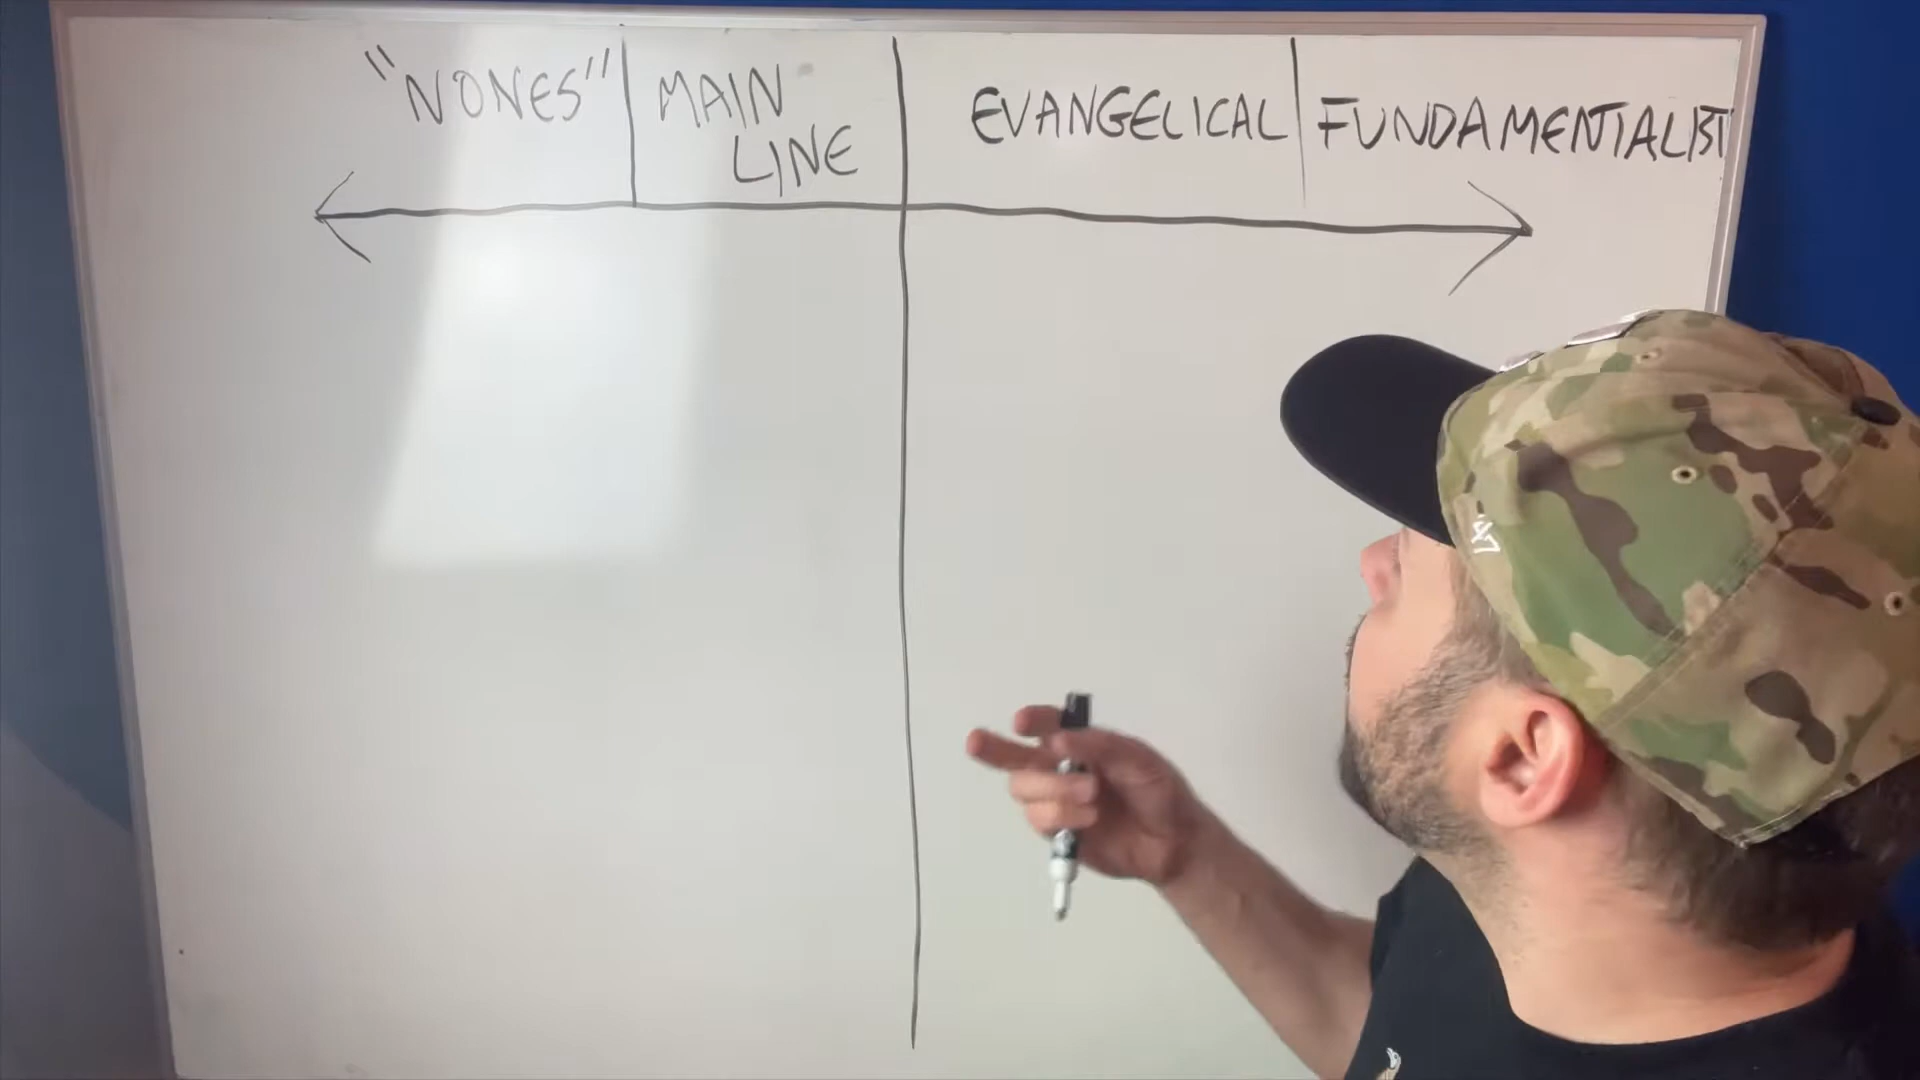 "NONES"
MAIN
LINE
EVANGELICAL
FUNDAMENTALIST